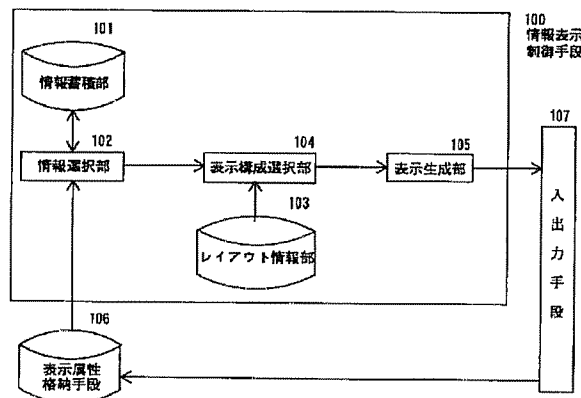 100
情報表示
制御手段
101
情報蓄積部
102
情報選択部
104
表示構成選択部
105
表示生成部
107
入出力手段
103
レイアウト情報部
106
表示属性
格納手段